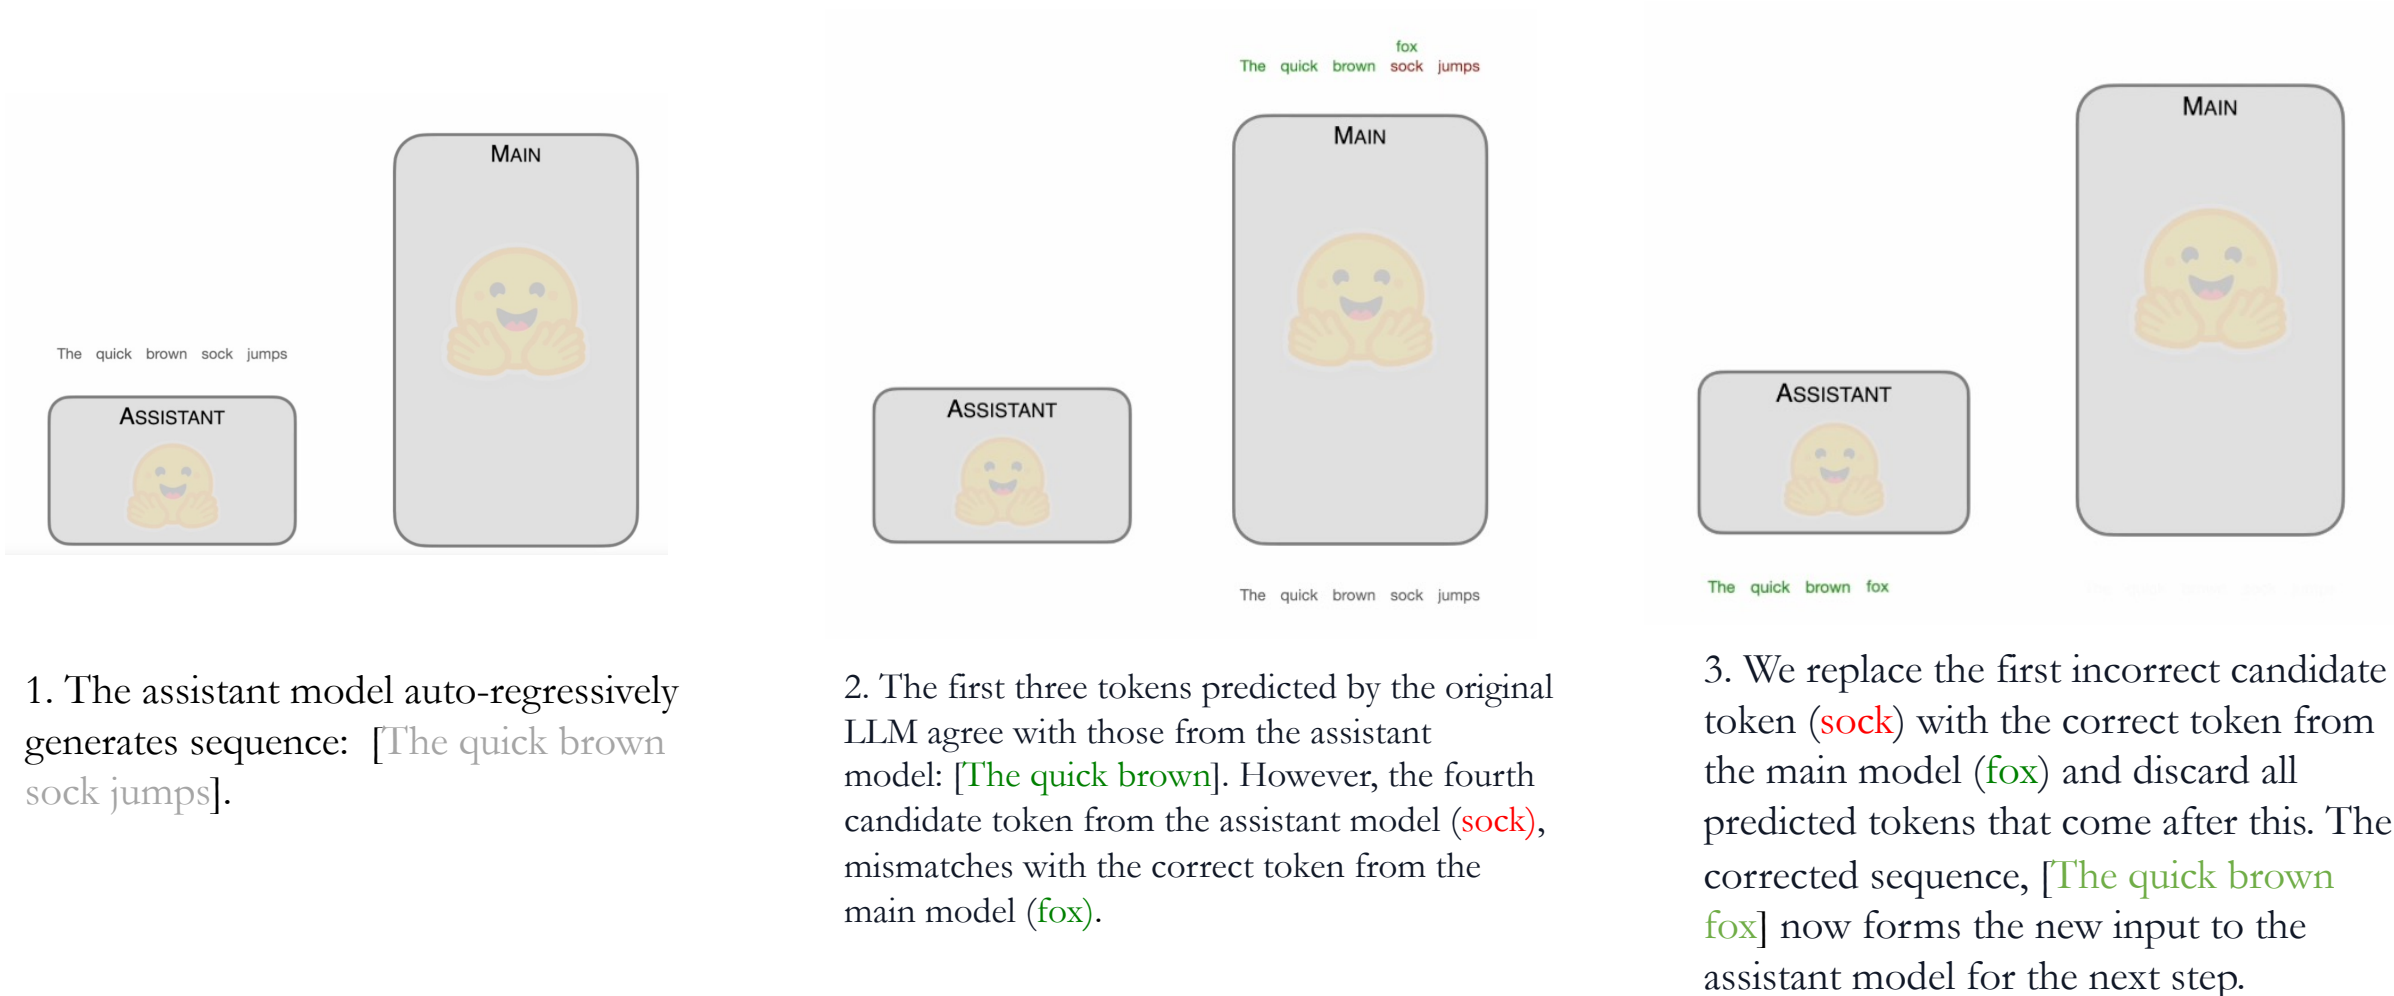 The quick brown sock jumps
MAIN
ASSISTANT
1. The assistant model auto-regressively
generates sequence: [The quick brown
sock jumps].
fox
The quick brown sock jumps
MAIN
ASSISTANT
The quick brown sock jumps
2. The first three tokens predicted by the original
LLM agree with those from the assistant
model: [The quick brown]. However, the fourth
candidate token from the assistant model (sock),
mismatches with the correct token from the
main model (fox).
MAIN
ASSISTANT
The quick brown fox
3. We replace the first incorrect candidate
token (sock) with the correct token from
the main model (fox) and discard all
predicted tokens that come after this. The
corrected sequence, [The quick brown
fox] now forms the new input to the
assistant model for the next step.